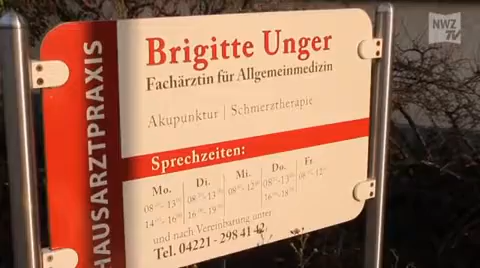 NWZ
TV
HAUSARZTPRAXIS
Brigitte Unger
Fachärztin für Allgemeinmedizin
Akupunktur | Schmerztherapie
Sprechzeiten:
Mo. Di. Mi. Do. Fr.
und nach Vereinbarung unter
Tel. 04221 - 298 41 42